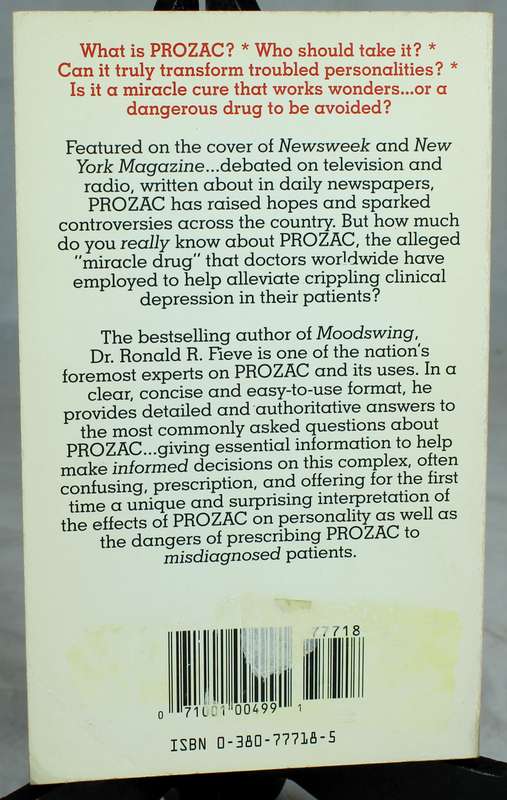 What is PROZAC? * Who should take it? *
Can it truly transform troubled personalities? *
Is it a miracle cure that works wonders...or a
dangerous drug to be avoided?
Featured on the cover of Newsweek and New
York Magazine...debated on television and
radio, written about in daily newspapers,
PROZAC has raised hopes and sparked
controversies across the country. But how much
do you really know about PROZAC, the alleged
"miracle drug" that doctors worldwide have
employed to help alleviate crippling clinical
depression in their patients?
The bestselling author of Moodswing,
Dr. Ronald R. Fieve is one of the nation's
foremost experts on PROZAC and its uses. In a
clear, concise and easy-to-use format, he
provides detailed and authoritative answers to
the most commonly asked questions about
PROZAC...giving essential information to help
make informed decisions on this complex, often
confusing, prescription, and offering for the first
time a unique and surprising interpretation of
the effects of PROZAC on personality as well as
the dangers of prescribing PROZAC to
misdiagnosed patients.
77718
0 71001 00499 1
ISBN 0-380-77718-5